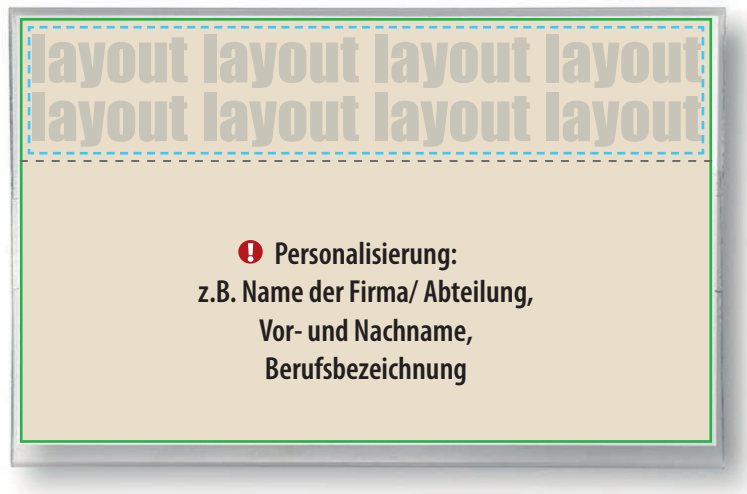 layout layout layout layout
layout layout layout layout
Personalisierung:
z.B. Name der Firma/ Abteilung,
Vor- und Nachname,
Berufsbezeichnung